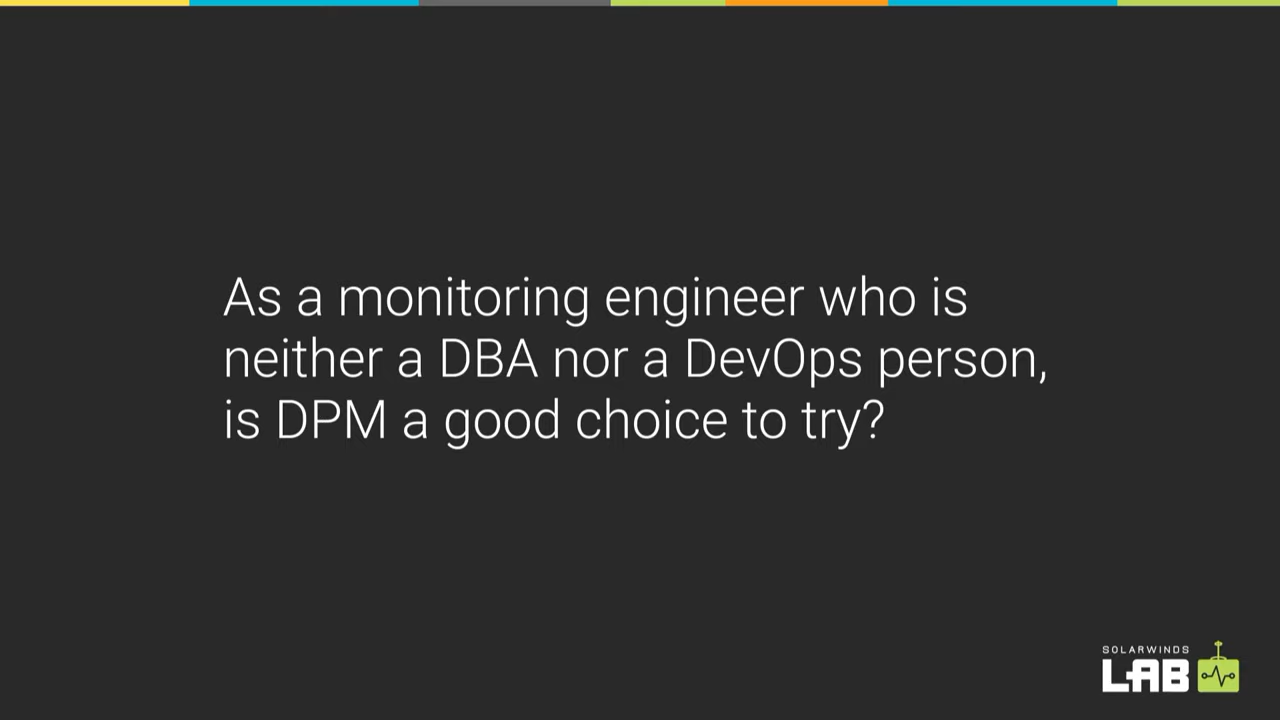 As a monitoring engineer who is
neither a DBA nor a DevOps person,
is DPM a good choice to try?
SOLARWINDS
LAB